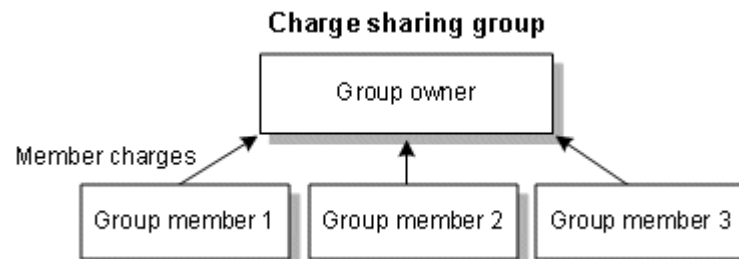 Charge sharing group
Group owner
Member charges
Group member 1
Group member 2
Group member 3